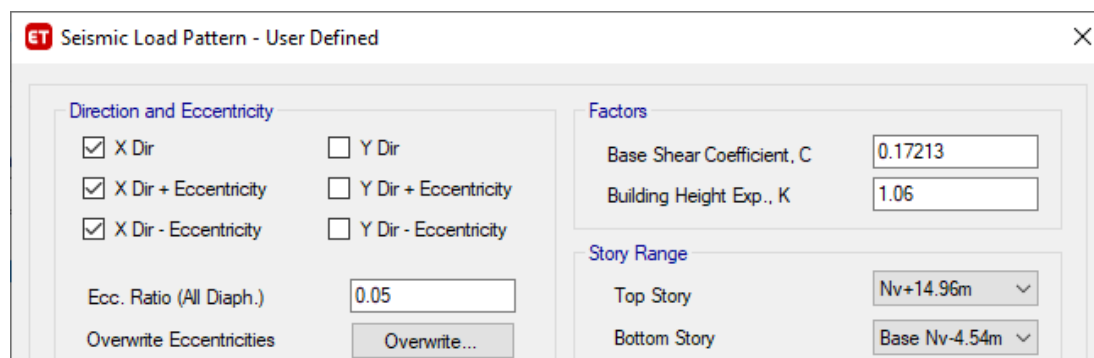 ET Seismic Load Pattern - User Defined
Direction and Eccentricity
X Dir Y Dir
X Dir + Eccentricity Y Dir + Eccentricity
X Dir - Eccentricity Y Dir - Eccentricity
Ecc. Ratio (All Diaph.) 0.05
Overwrite Eccentricities Overwrite...
Factors
Base Shear Coefficient, C 0.17213
Building Height Exp., K 1.06
Story Range
Top Story Nv+14.96m
Bottom Story Base Nv-4.54m